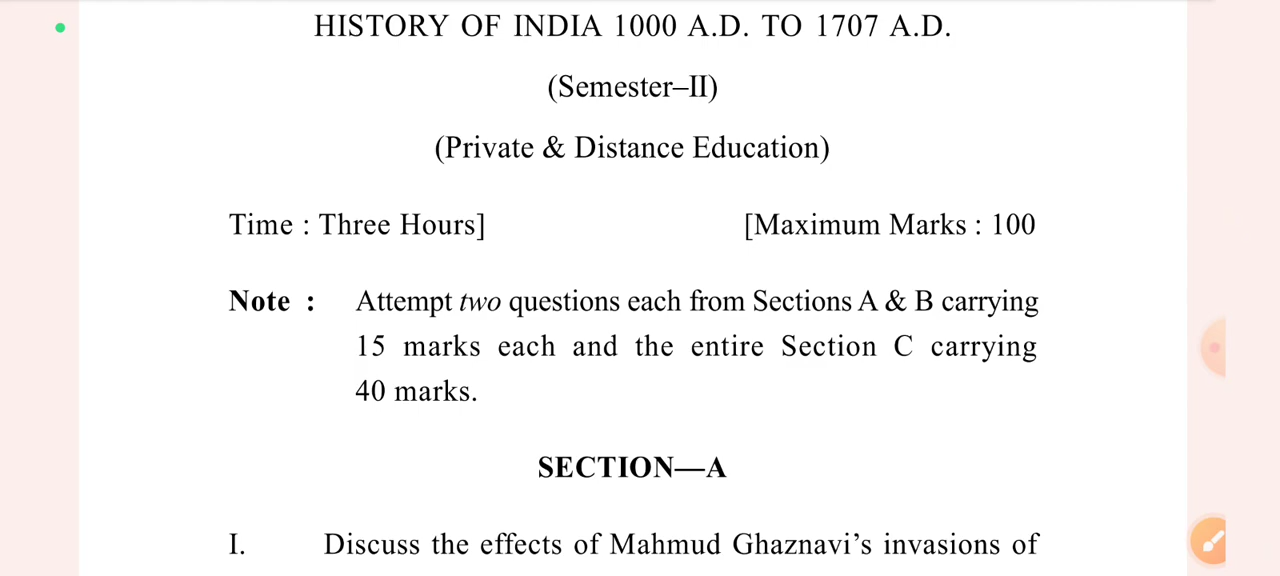 HISTORY OF INDIA 1000 A.D. TO 1707 A.D.
(Semester–II)
(Private & Distance Education)
Time : Three Hours] [Maximum Marks : 100
Note : Attempt two questions each from Sections A & B carrying
15 marks each and the entire Section C carrying
40 marks.
SECTION—A
I. Discuss the effects of Mahmud Ghaznavi’s invasions of